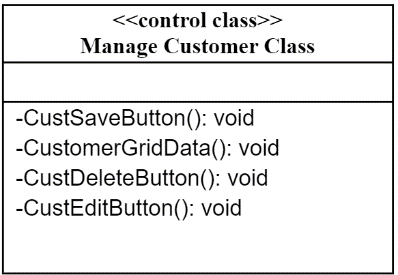 <<control class>>
Manage Customer Class
-CustSaveButton(): void
-CustomerGridData(): void
-CustDeleteButton(): void
-CustEditButton(): void